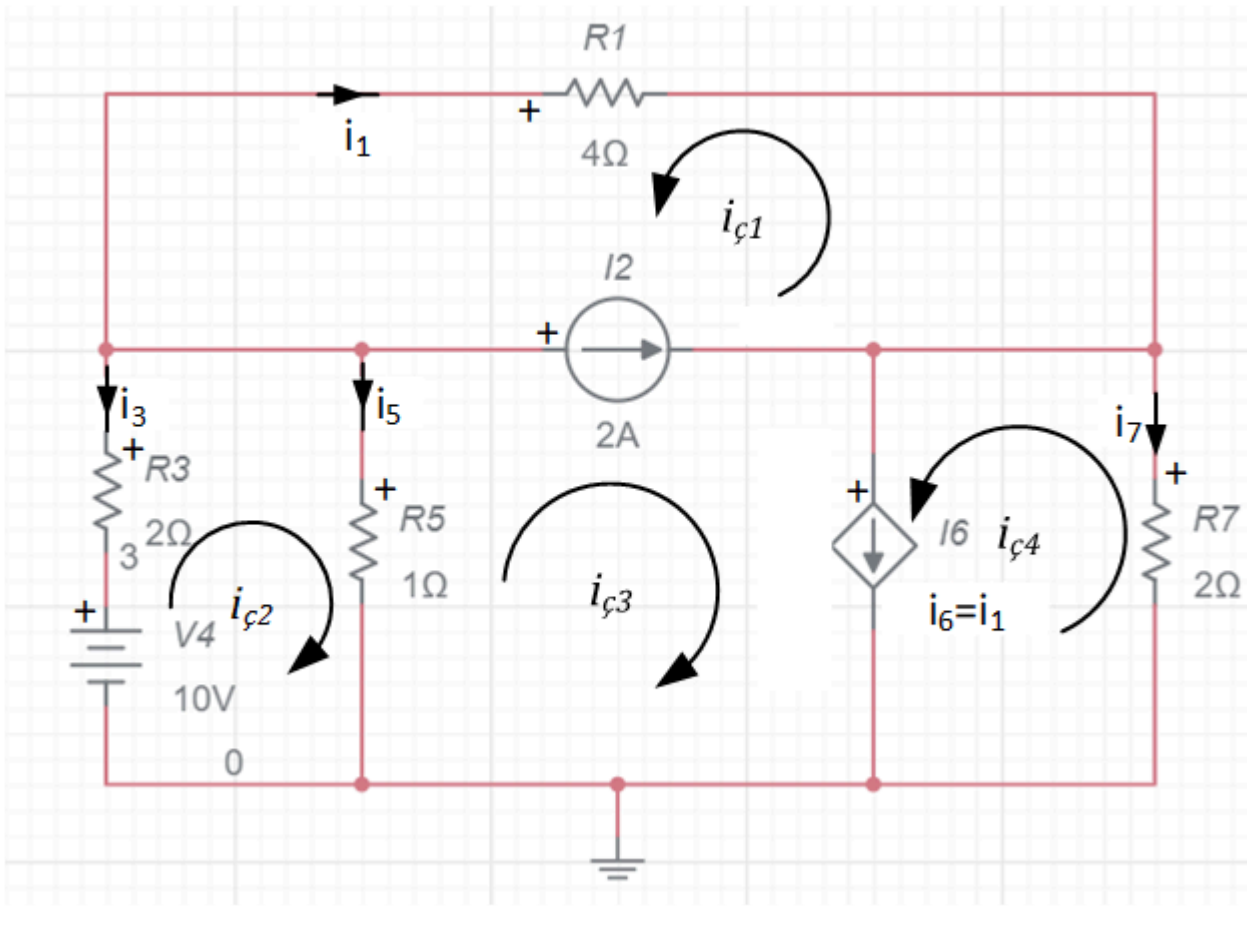 R1
+
i₁
4Ω
iç1
I2
+
2A
i₃
+
R3
2Ω
3
i₅
+
R5
1Ω
i₇
+
R7
2Ω
+
I6
i₆=i₁
iç4
iç3
iç2
+
V4
10V
0